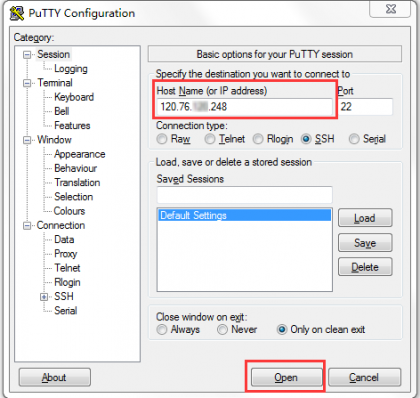 PuTTY Configuration
Category:
Session
Logging
Terminal
Keyboard
Bell
Features
Window
Appearance
Behaviour
Translation
Selection
Colours
Connection
Data
Proxy
Telnet
Rlogin
SSH
Serial
Basic options for your PuTTY session
Specify the destination you want to connect to
Host Name (or IP address) Port
120.76. .248 22
Connection type:
Raw Telnet Rlogin SSH Serial
Load, save or delete a stored session
Saved Sessions
Default Settings
Load
Save
Delete
Close window on exit:
Always Never Only on clean exit
About Open Cancel